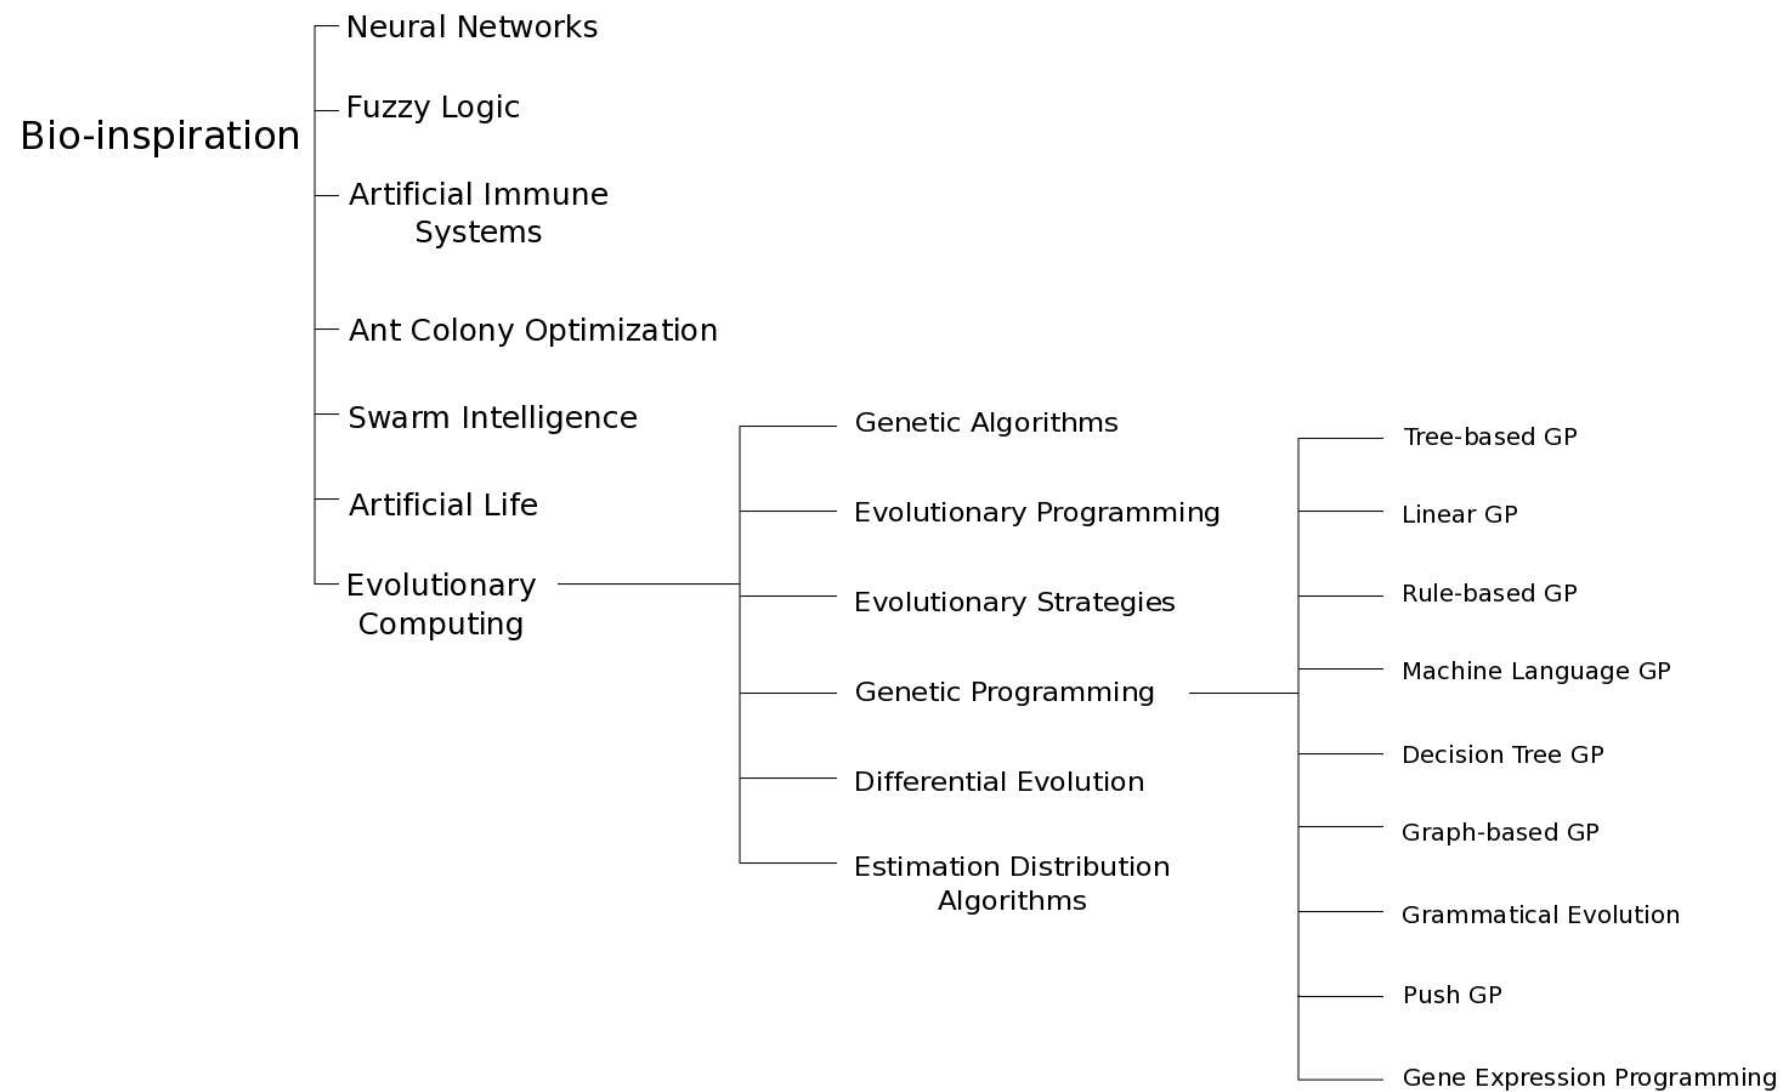 Bio-inspiration
Neural Networks
Fuzzy Logic
Artificial Immune
Systems
Ant Colony Optimization
Swarm Intelligence
Artificial Life
Evolutionary
Computing
Genetic Algorithms
Evolutionary Programming
Evolutionary Strategies
Genetic Programming
Differential Evolution
Estimation Distribution
Algorithms
Tree-based GP
Linear GP
Rule-based GP
Machine Language GP
Decision Tree GP
Graph-based GP
Grammatical Evolution
Push GP
Gene Expression Programming